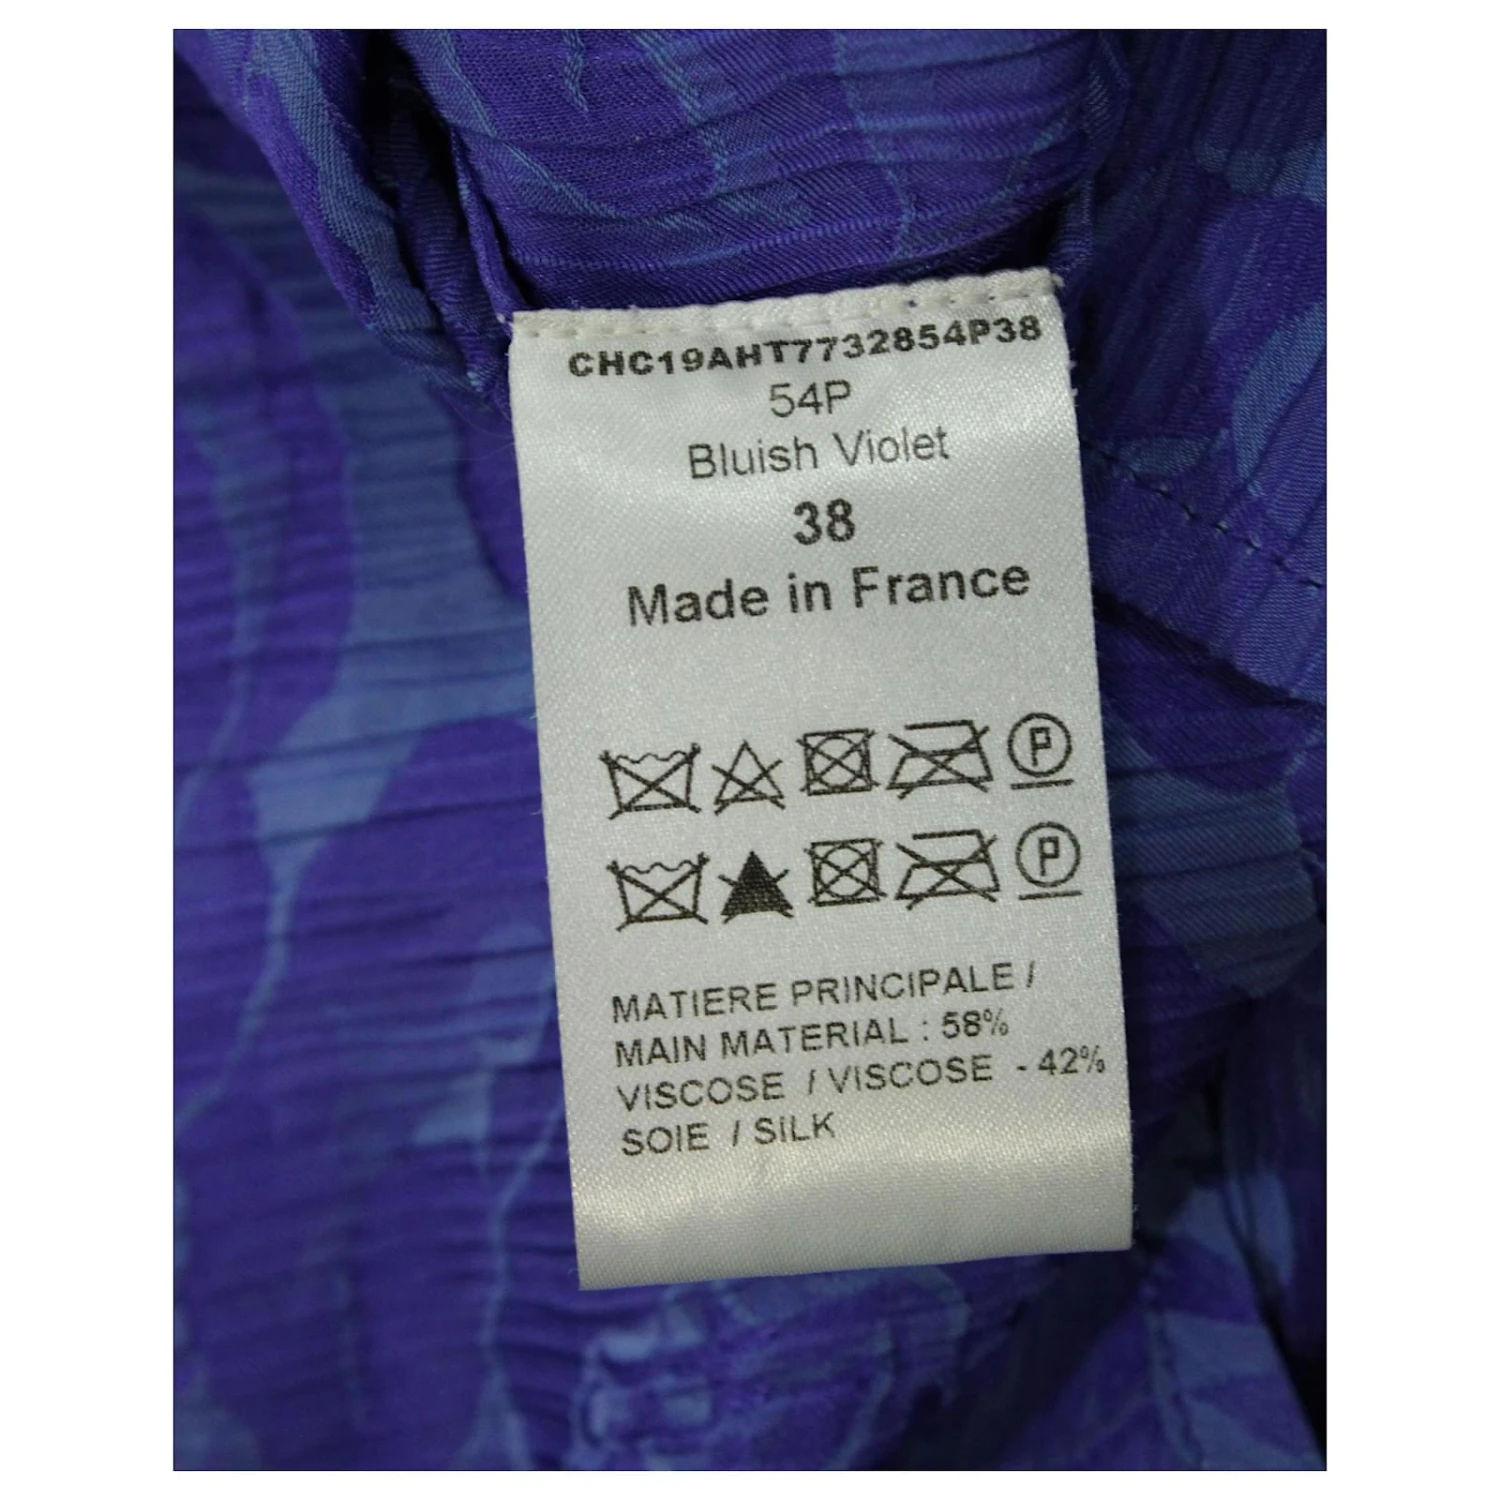 CHC19AHT7732854P38
54P
Bluish Violet
38
Made in France
P
P
MATIERE PRINCIPALE /
MAIN MATERIAL : 58%
VISCOSE / VISCOSE - 42%
SOIE / SILK